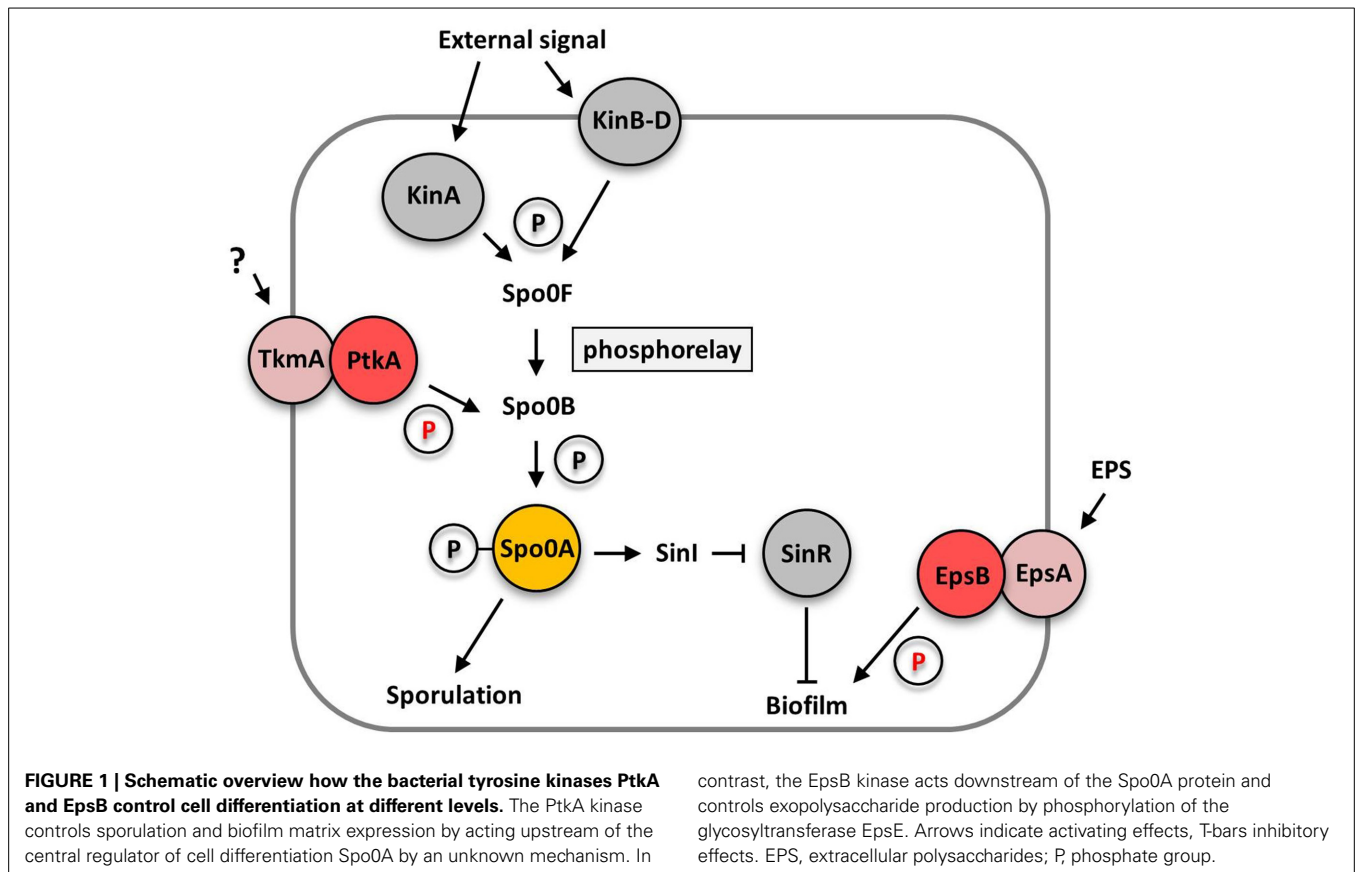 External signal
KinB-D
KinA
P
Spo0F
?
phosphorelay
TkmA
PtkA
Spo0B
P
P
EPS
P
Spo0A
SinI
SinR
EpsB
EpsA
P
Sporulation
Biofilm
FIGURE 1 | Schematic overview how the bacterial tyrosine kinases PtkA
and EpsB control cell differentiation at different levels. The PtkA kinase
controls sporulation and biofilm matrix expression by acting upstream of the
central regulator of cell differentiation Spo0A by an unknown mechanism. In
contrast, the EpsB kinase acts downstream of the Spo0A protein and
controls exopolysaccharide production by phosphorylation of the
glycosyltransferase EpsE. Arrows indicate activating effects, T-bars inhibitory
effects. EPS, extracellular polysaccharides; P, phosphate group.